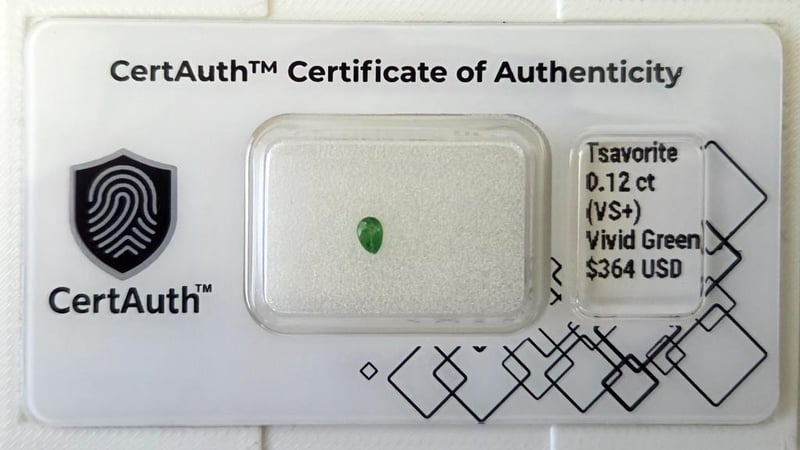 CertAuth™ Certificate of Authenticity
CertAuth™
Tsavorite
0.12 ct
(VS+)
Vivid Green
$364 USD